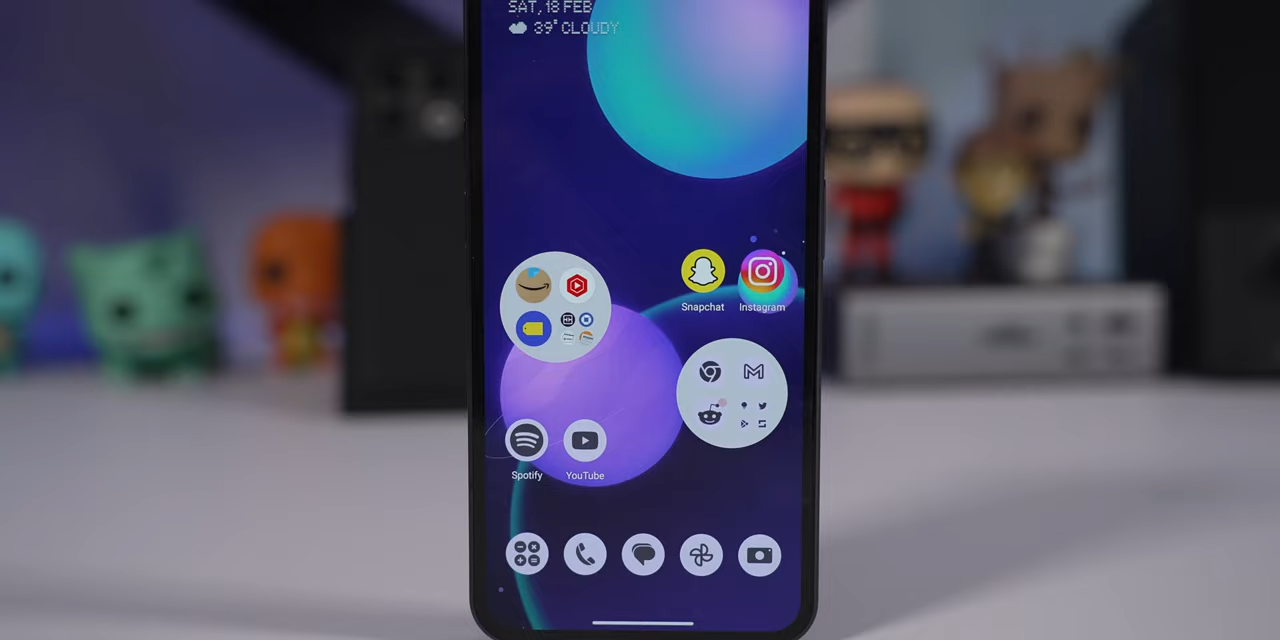 SAT, 18 FEB
39° CLOUDY
Snapchat
Instagram
Spotify
YouTube